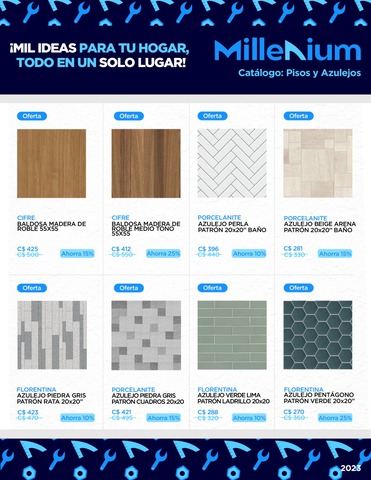 ¡MIL IDEAS PARA TU HOGAR,
TODO EN UN SOLO LUGAR!
Millenium
Catálogo: Pisos y Azulejos
Oferta
CIFRE
BALDOSA MADERA DE
ROBLE 55X55
C$ 425
C$ 500
Ahorra 15%
Oferta
CIFRE
BALDOSA MADERA DE
ROBLE MEDIO TONO
55X55
C$ 412
C$ 550
Ahorra 25%
Oferta
PORCELANITE
AZULEJO PERLA
PATRÓN 20x20" BAÑO
C$ 396
C$ 440
Ahorra 10%
Oferta
PORCELANITE
AZULEJO BEIGE ARENA
PATRÓN 20x20" BAÑO
C$ 281
C$ 330
Ahorra 15%
Oferta
FLORENTINA
AZULEJO PIEDRA GRIS
PATRÓN RATA 20x20"
C$ 423
C$ 470
Ahorra 10%
Oferta
PORCELANITE
AZULEJO PIEDRA GRIS
PATRÓN CUADROS 20x20
C$ 421
C$ 495
Ahorra 15%
Oferta
FLORENTINA
AZULEJO VERDE LIMA
PATRÓN LADRILLO 20x20
C$ 288
C$ 320
Ahorra 10%
Oferta
FLORENTINA
AZULEJO PENTÁGONO
PATRÓN VERDE 20x20"
C$ 270
C$ 360
Ahorra 25%
2023